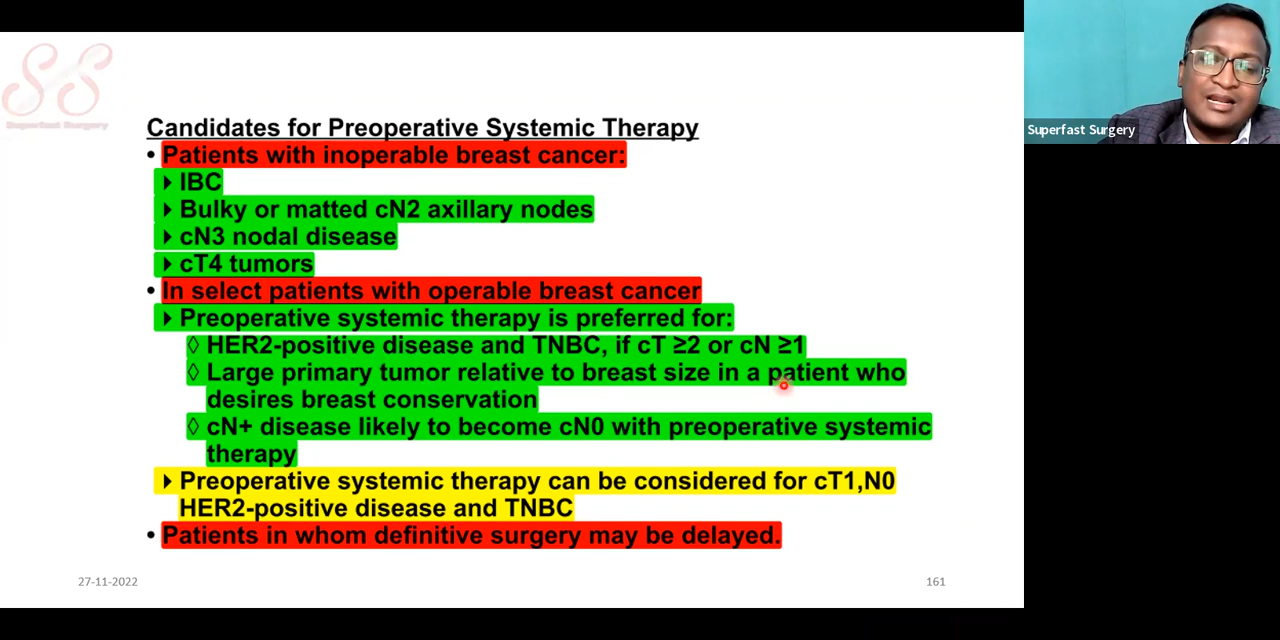 Superfast Surgery
Candidates for Preoperative Systemic Therapy
• Patients with inoperable breast cancer:
‣ IBC
‣ Bulky or matted cN2 axillary nodes
‣ cN3 nodal disease
‣ cT4 tumors
• In select patients with operable breast cancer
‣ Preoperative systemic therapy is preferred for:
◊ HER2-positive disease and TNBC, if cT ≥2 or cN ≥1
◊ Large primary tumor relative to breast size in a patient who
desires breast conservation
◊ cN+ disease likely to become cN0 with preoperative systemic
therapy
‣ Preoperative systemic therapy can be considered for cT1,N0
HER2-positive disease and TNBC
• Patients in whom definitive surgery may be delayed.
27-11-2022
161
Superfast Surgery